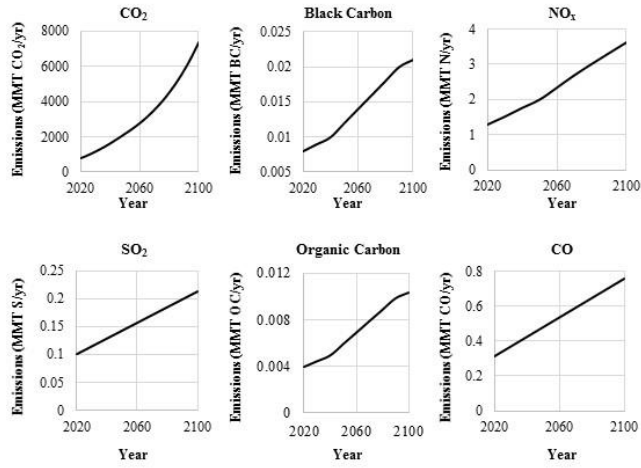 CO₂
Emissions (MMT CO₂/yr)
8000
6000
4000
2000
0
2020 2060 2100
Year
Black Carbon
Emissions (MMT BC/yr)
0.025
0.02
0.015
0.01
0.005
2020 2060 2100
Year
NOₓ
Emissions (MMT N/yr)
4
3
2
1
0
2020 2060 2100
Year
SO₂
Emissions (MMT S/yr)
0.25
0.2
0.15
0.1
0.05
0
2020 2060 2100
Year
Organic Carbon
Emissions (MMT OC/yr)
0.012
0.008
0.004
0
2020 2060 2100
Year
CO
Emissions (MMT CO/yr)
0.8
0.6
0.4
0.2
0
2020 2060 2100
Year